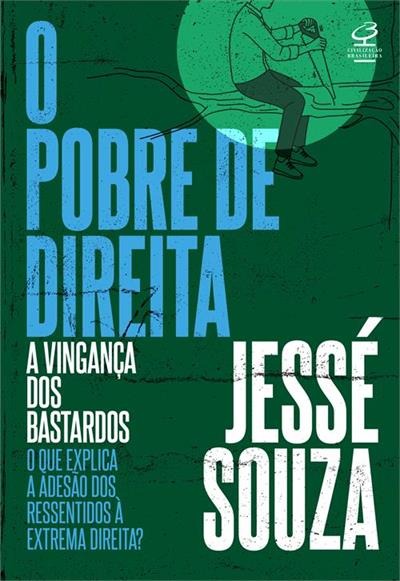 O
POBRE DE
DIREITA
CIVILIZAÇÃO
BRASILEIRA
A VINGANÇA
DOS
BASTARDOS
O QUE EXPLICA
A ADESÃO DOS
RESSENTIDOS À
EXTREMA DIREITA?
JESSÉ
SOUZA